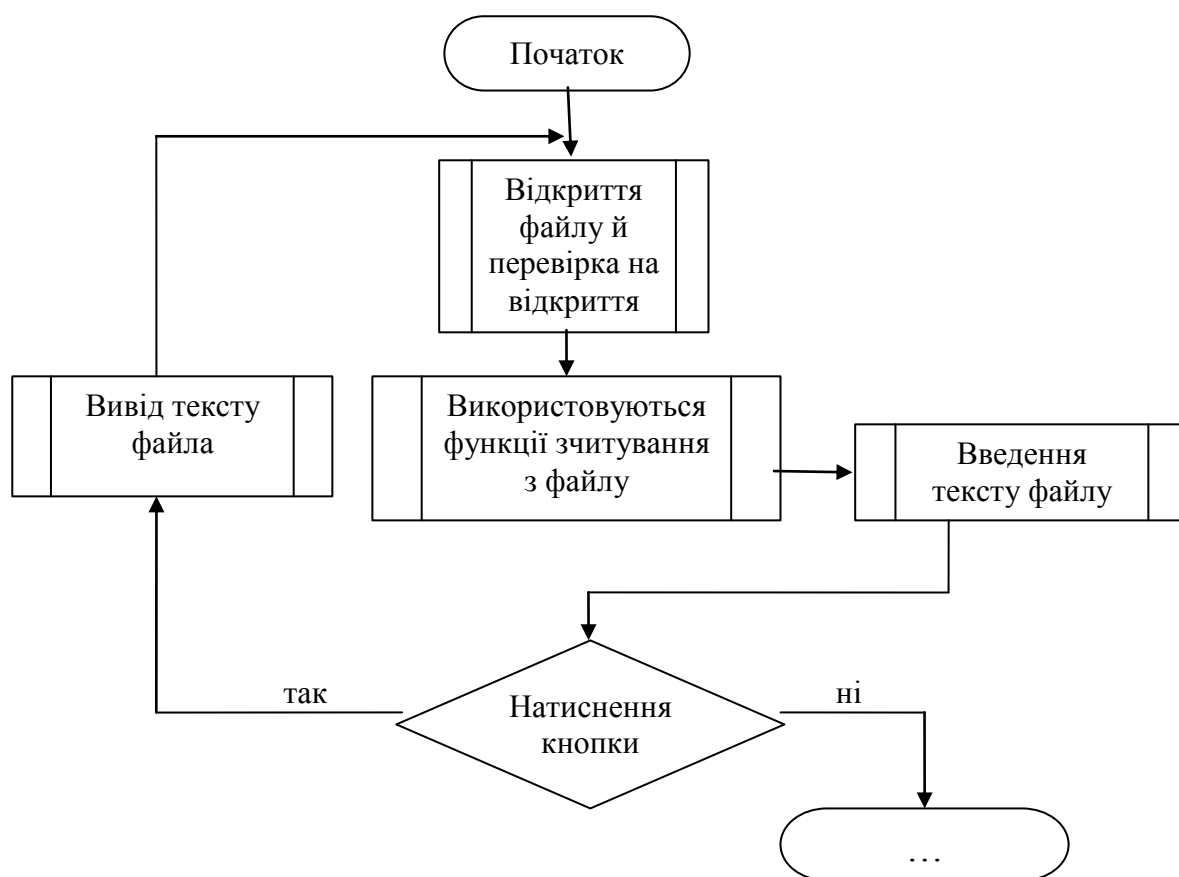 Початок
Відкриття
файлу й
перевірка на
відкриття
Вивід тексту
файла
Використовуються
функції зчитування
з файлу
Введення
тексту файлу
так
Натиснення
кнопки
ні
…